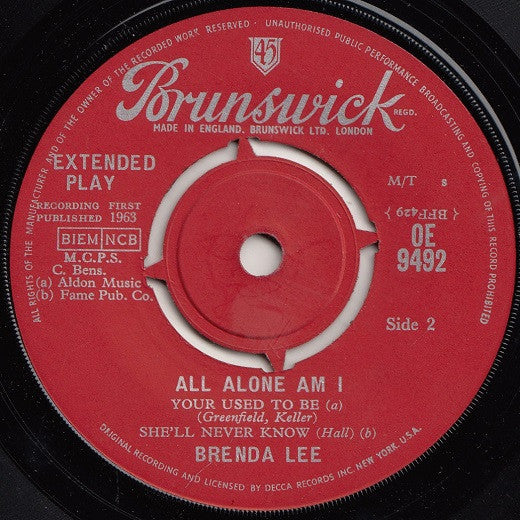 ALL RIGHTS OF THE MANUFACTURER AND OF THE OWNER OF THE RECORDED WORK RESERVED - UNAUTHORISED PUBLIC PERFORMANCE BROADCASTING AND COPYING OF THIS RECORD PROHIBITED
45
Brunswick REGD.
MADE IN ENGLAND. BRUNSWICK LTD. LONDON
EXTENDED
PLAY
RECORDING FIRST
PUBLISHED 1963
BIEM NCB
M.C.P.S.
C. Bens.
(a) Aldon Music
(b) Fame Pub. Co.
M/T s
{ BFF429 }
OE
9492
Side 2
ALL ALONE AM I
YOUR USED TO BE (a)
(Greenfield, Keller)
SHE'LL NEVER KNOW (Hall) (b)
BRENDA LEE
ORIGINAL RECORDING AND LICENSED BY DECCA RECORDS INC NEW YORK. U.S.A.